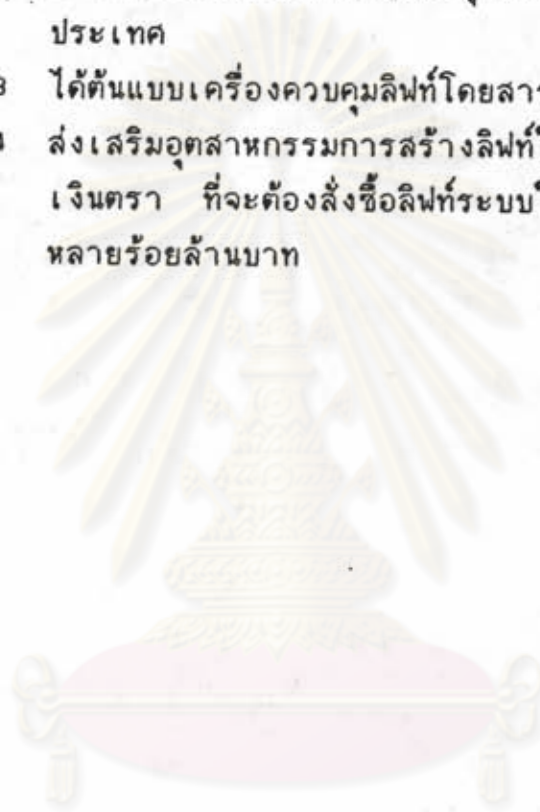 ประเทศ
ได้ต้นแบบเครื่องควบคุมลิฟท์โดยสาร
ส่งเสริมอุตสาหกรรมการสร้างลิฟท์
เงินตรา ที่จะต้องสั่งซื้อลิฟท์ระบบ
หลายร้อยล้านบาท